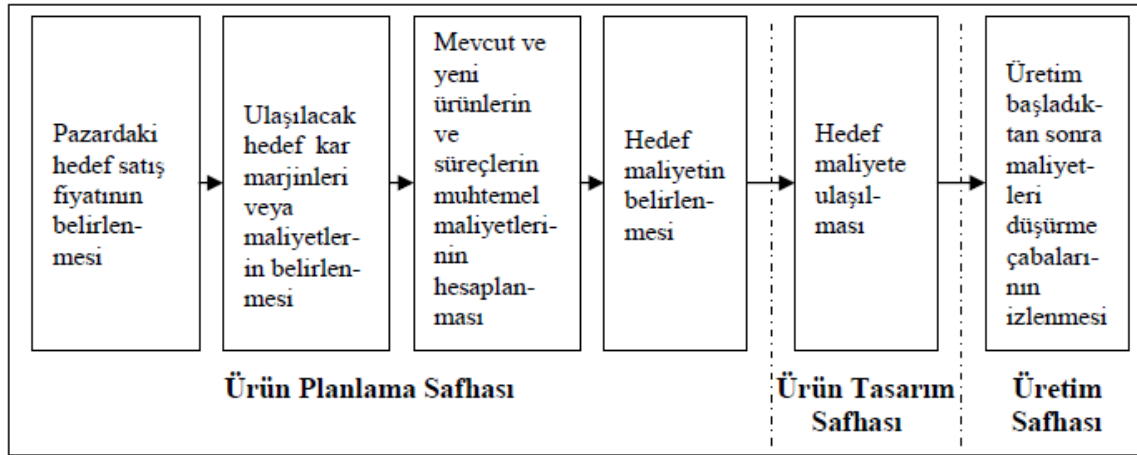 Pazardaki
hedef satış
fiyatının
belirlen-
mesi
Ulaşılacak
hedef kar
marjinleri
veya
maliyetler-
in belirlen-
mesi
Mevcut ve
yeni
ürünlerin
ve
süreçlerin
muhtemel
maliyetleri-
nin
hesaplan-
ması
Hedef
maliyetin
belirlen-
mesi
Hedef
maliyete
ulaşıl-
ması
Üretim
başladık-
tan sonra
maliyet-
leri
düşürme
çabaları-
nın
izlenmesi
Ürün Planlama Safhası
Ürün Tasarım
Safhası
Üretim
Safhası